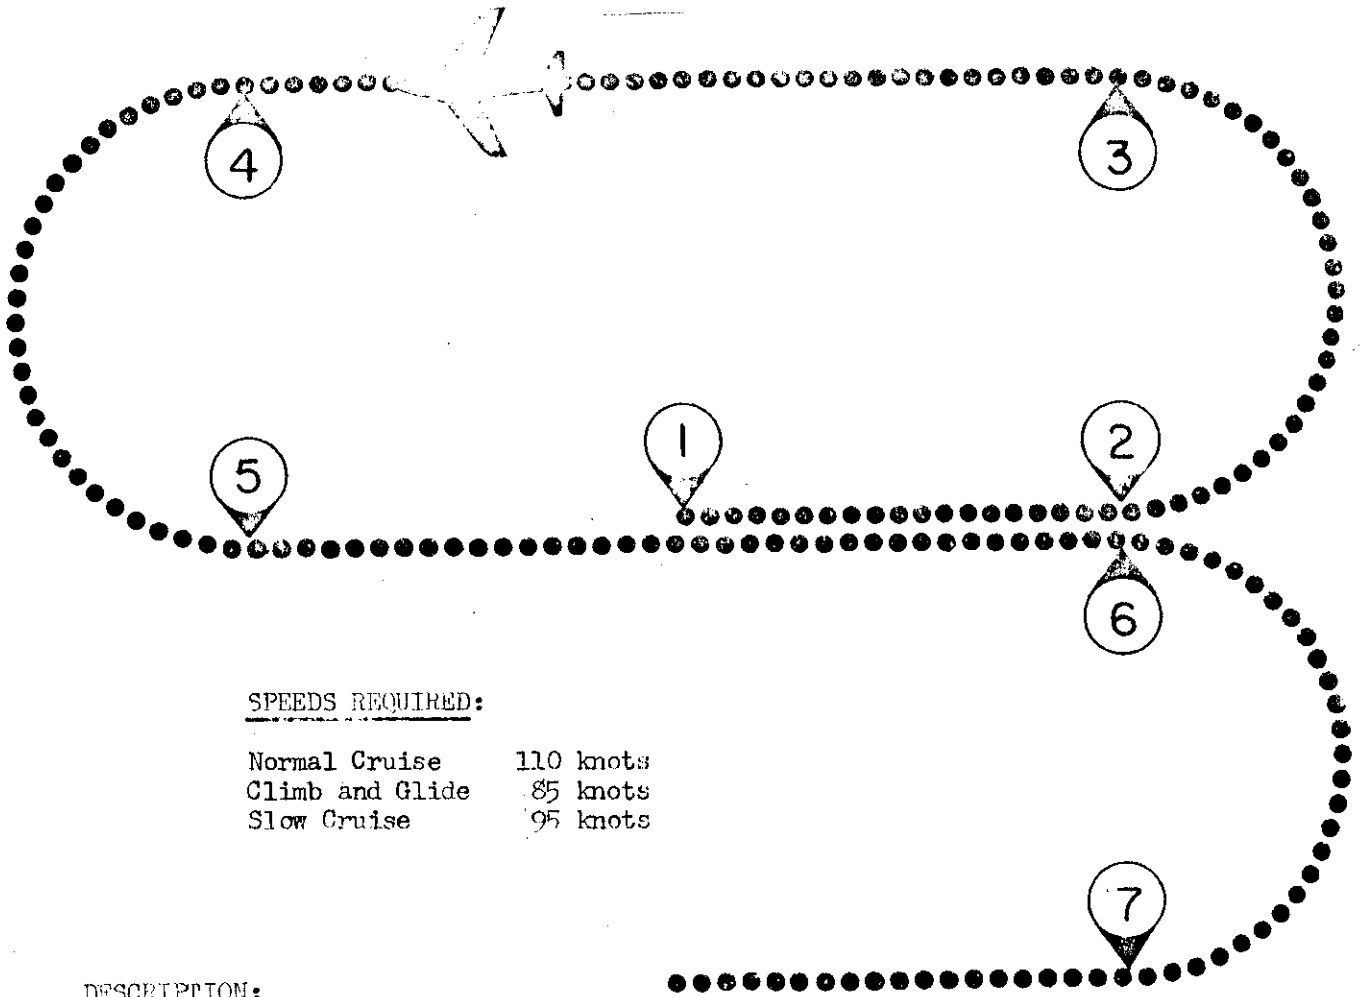 4
3
1
2
5
6
SPEEDS REQUIRED:
Normal Cruise 110 knots
Climb and Glide 85 knots
Slow Cruise 95 knots
7
DESCRIPTION: